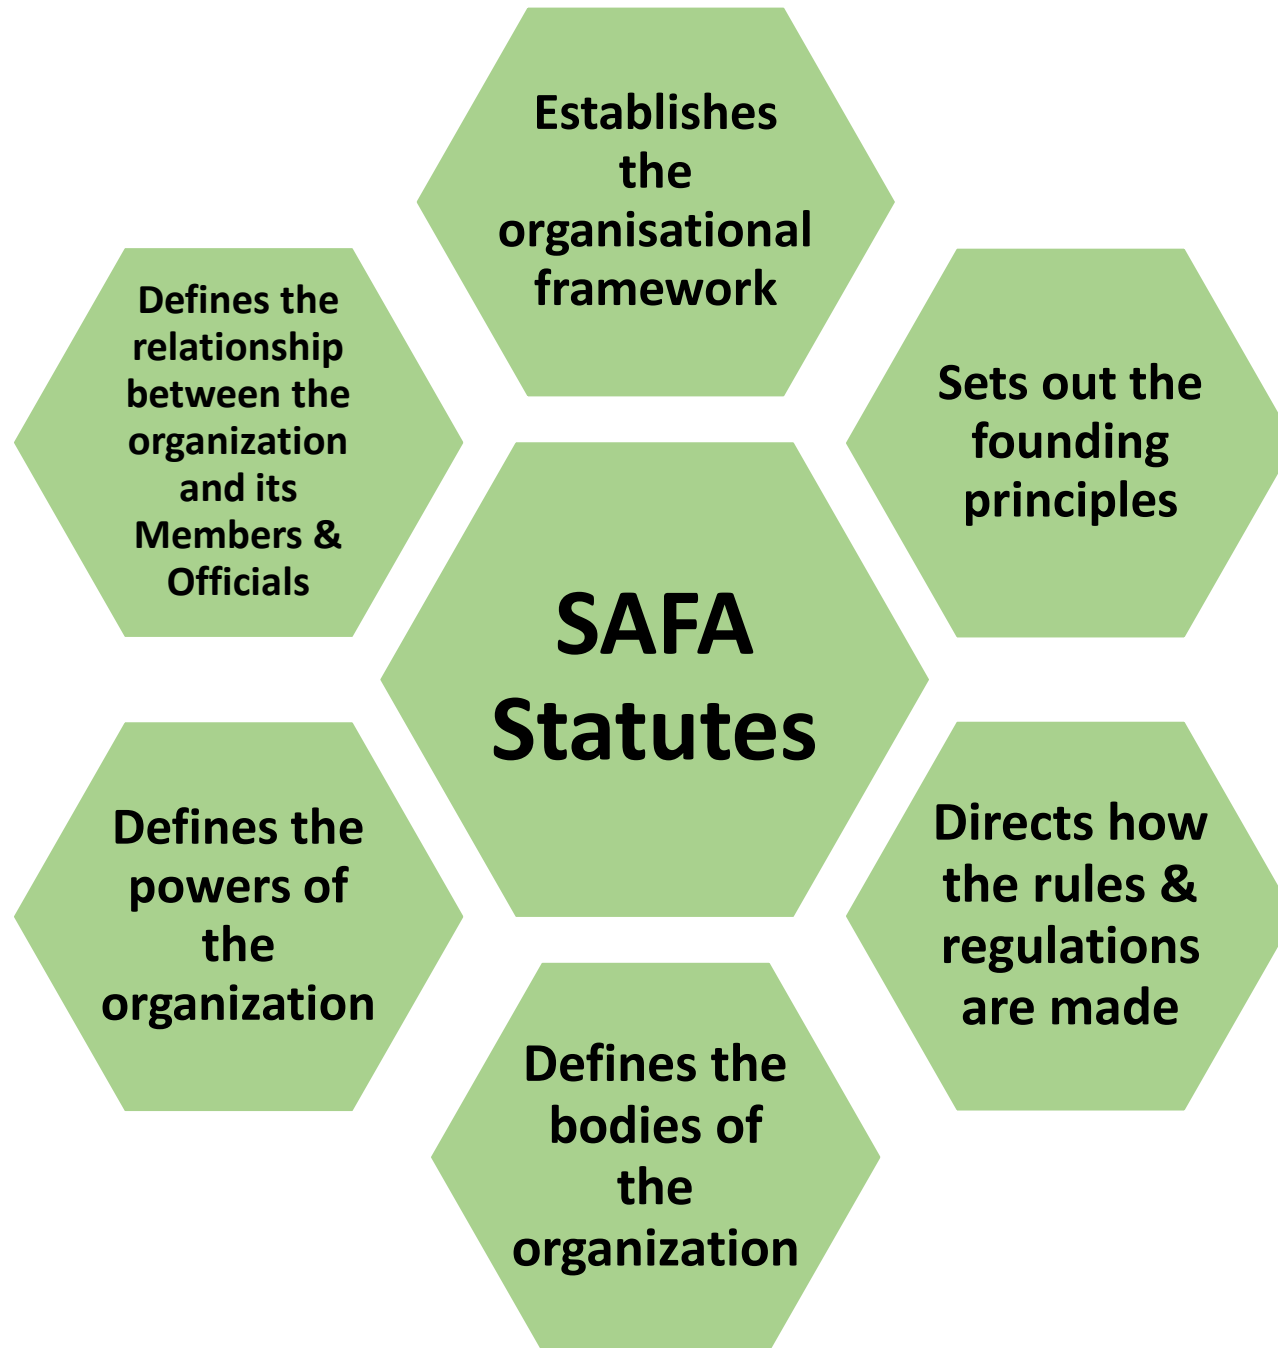 Establishes
the
organisational
framework
Sets out the
founding
principles
Directs how
the rules &
regulations
are made
Defines the
bodies of
the
organization
Defines the
powers of
the
organization
Defines the
relationship
between the
organization
and its
Members &
Officials
SAFA
Statutes